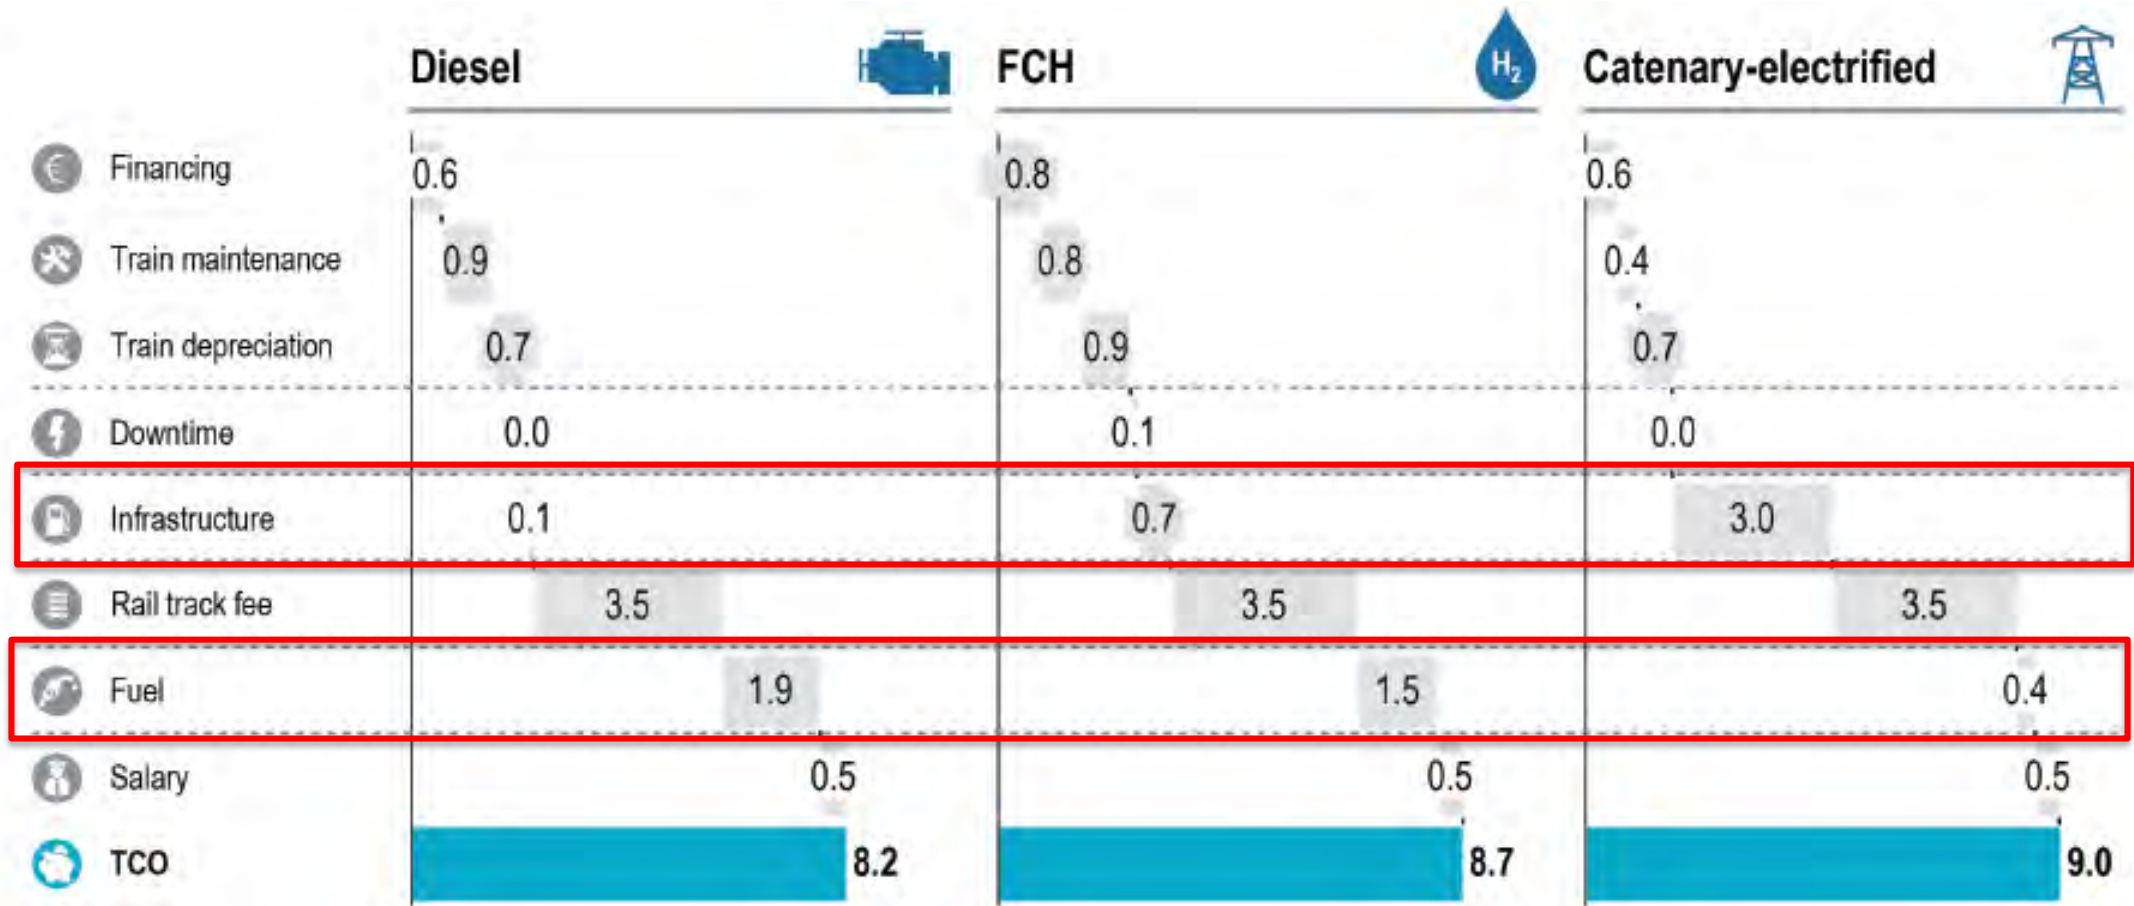 Diesel FCH H2 Catenary-electrified
€ Financing 0.6 0.8 0.6
Train maintenance 0.9 0.8 0.4
Train depreciation 0.7 0.9 0.7
Downtime 0.0 0.1 0.0
Infrastructure 0.1 0.7 3.0
Rail track fee 3.5 3.5 3.5
Fuel 1.9 1.5 0.4
Salary 0.5 0.5 0.5
TCO 8.2 8.7 9.0